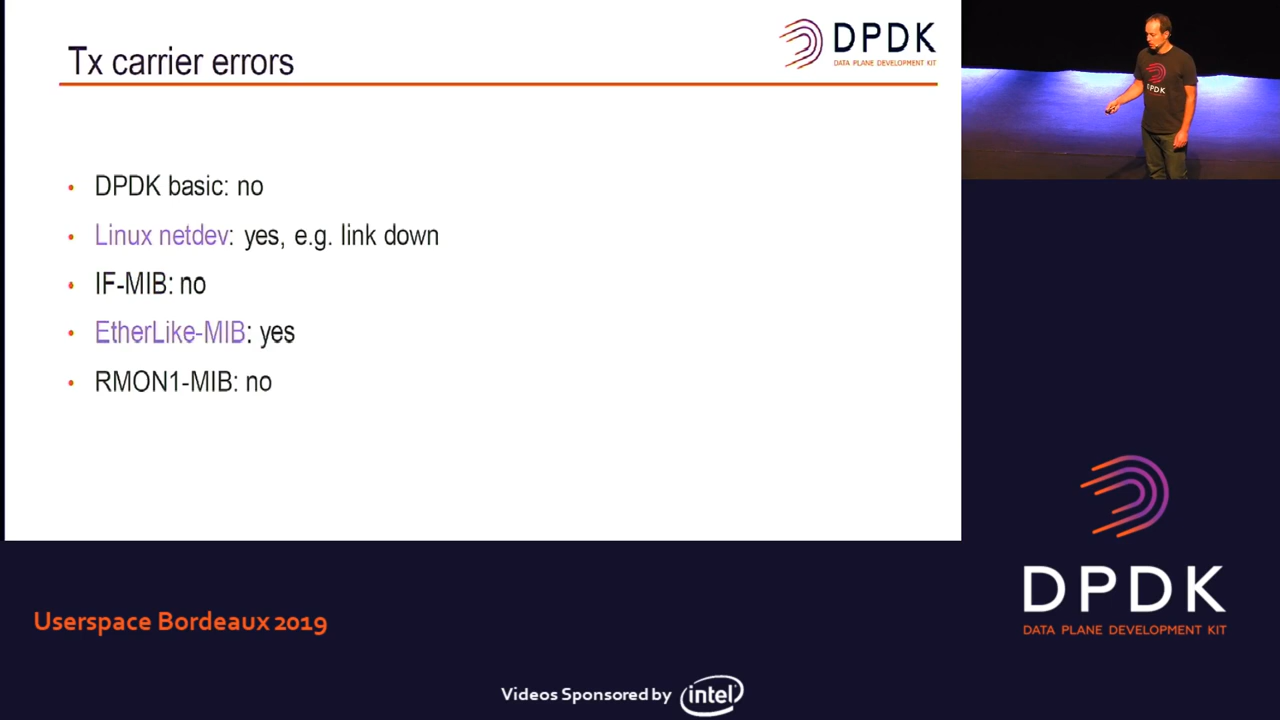 Tx carrier errors
DPDK
DATA PLANE DEVELOPMENT KIT
• DPDK basic: no
• Linux netdev: yes, e.g. link down
• IF-MIB: no
• EtherLike-MIB: yes
• RMON1-MIB: no
DPDK
DPDK
DATA PLANE DEVELOPMENT KIT
Userspace Bordeaux 2019
Videos Sponsored by intel